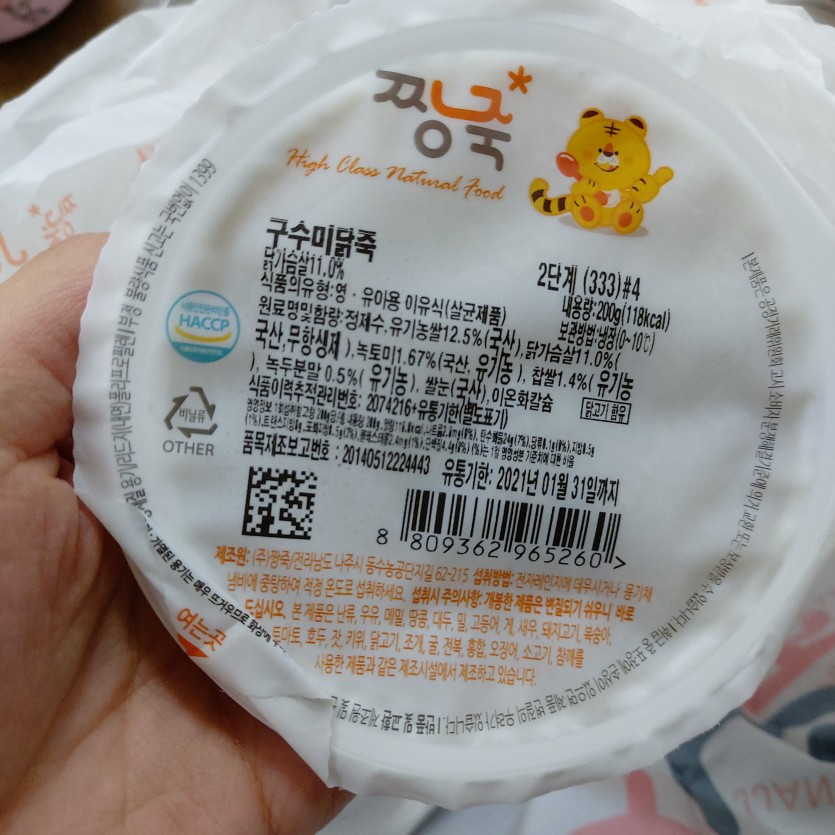 짱죽
High Class Natural Food
구수미닭죽
닭가슴살11.0%
2단계 (333)#4
식품의유형:영·유아용 이유식(살균제품)
내용량:200g(118kcal)
보관방법:냉장(0~10℃)
원료명및함량:정제수,유기농쌀12.5%(국산),닭가슴살11.0%(
국산,무항생제),녹토미1.67%(국산, 유기농), 찹쌀1.4%(유기농
), 녹두분말 0.5%(유기농), 쌀눈(국산),이온화칼슘
닭고기 함유
식품이력추적관리번호: 2074216+유통기한(별도표기)
품목제조보고번호 : 20140512224443
유통기한: 2021년 01월 31일까지
8 809362 965260 >
제조원: (주)짱죽/전라남도 나주시 동수농공단지길 62-215 섭취방법: 전자레인지에 데우시거나 용기채
냄비에 중탕하여 적정 온도로 섭취하세요. 섭취시 주의사항: 개봉한 제품은 변질되기 쉬우니 바로
드십시오. 본 제품은 난류, 우유, 메밀, 땅콩, 대두, 밀, 고등어, 게, 새우, 돼지고기, 복숭아,
토마토, 호두, 잣, 키위, 닭고기, 조개, 굴, 전복, 홍합, 오징어, 소고기, 참깨를
사용한 제품과 같은 제조시설에서 제조하고 있습니다.
HACCP
비닐류
OTHER
여는곳
부정 불량식품 신고는 국번없이 1399